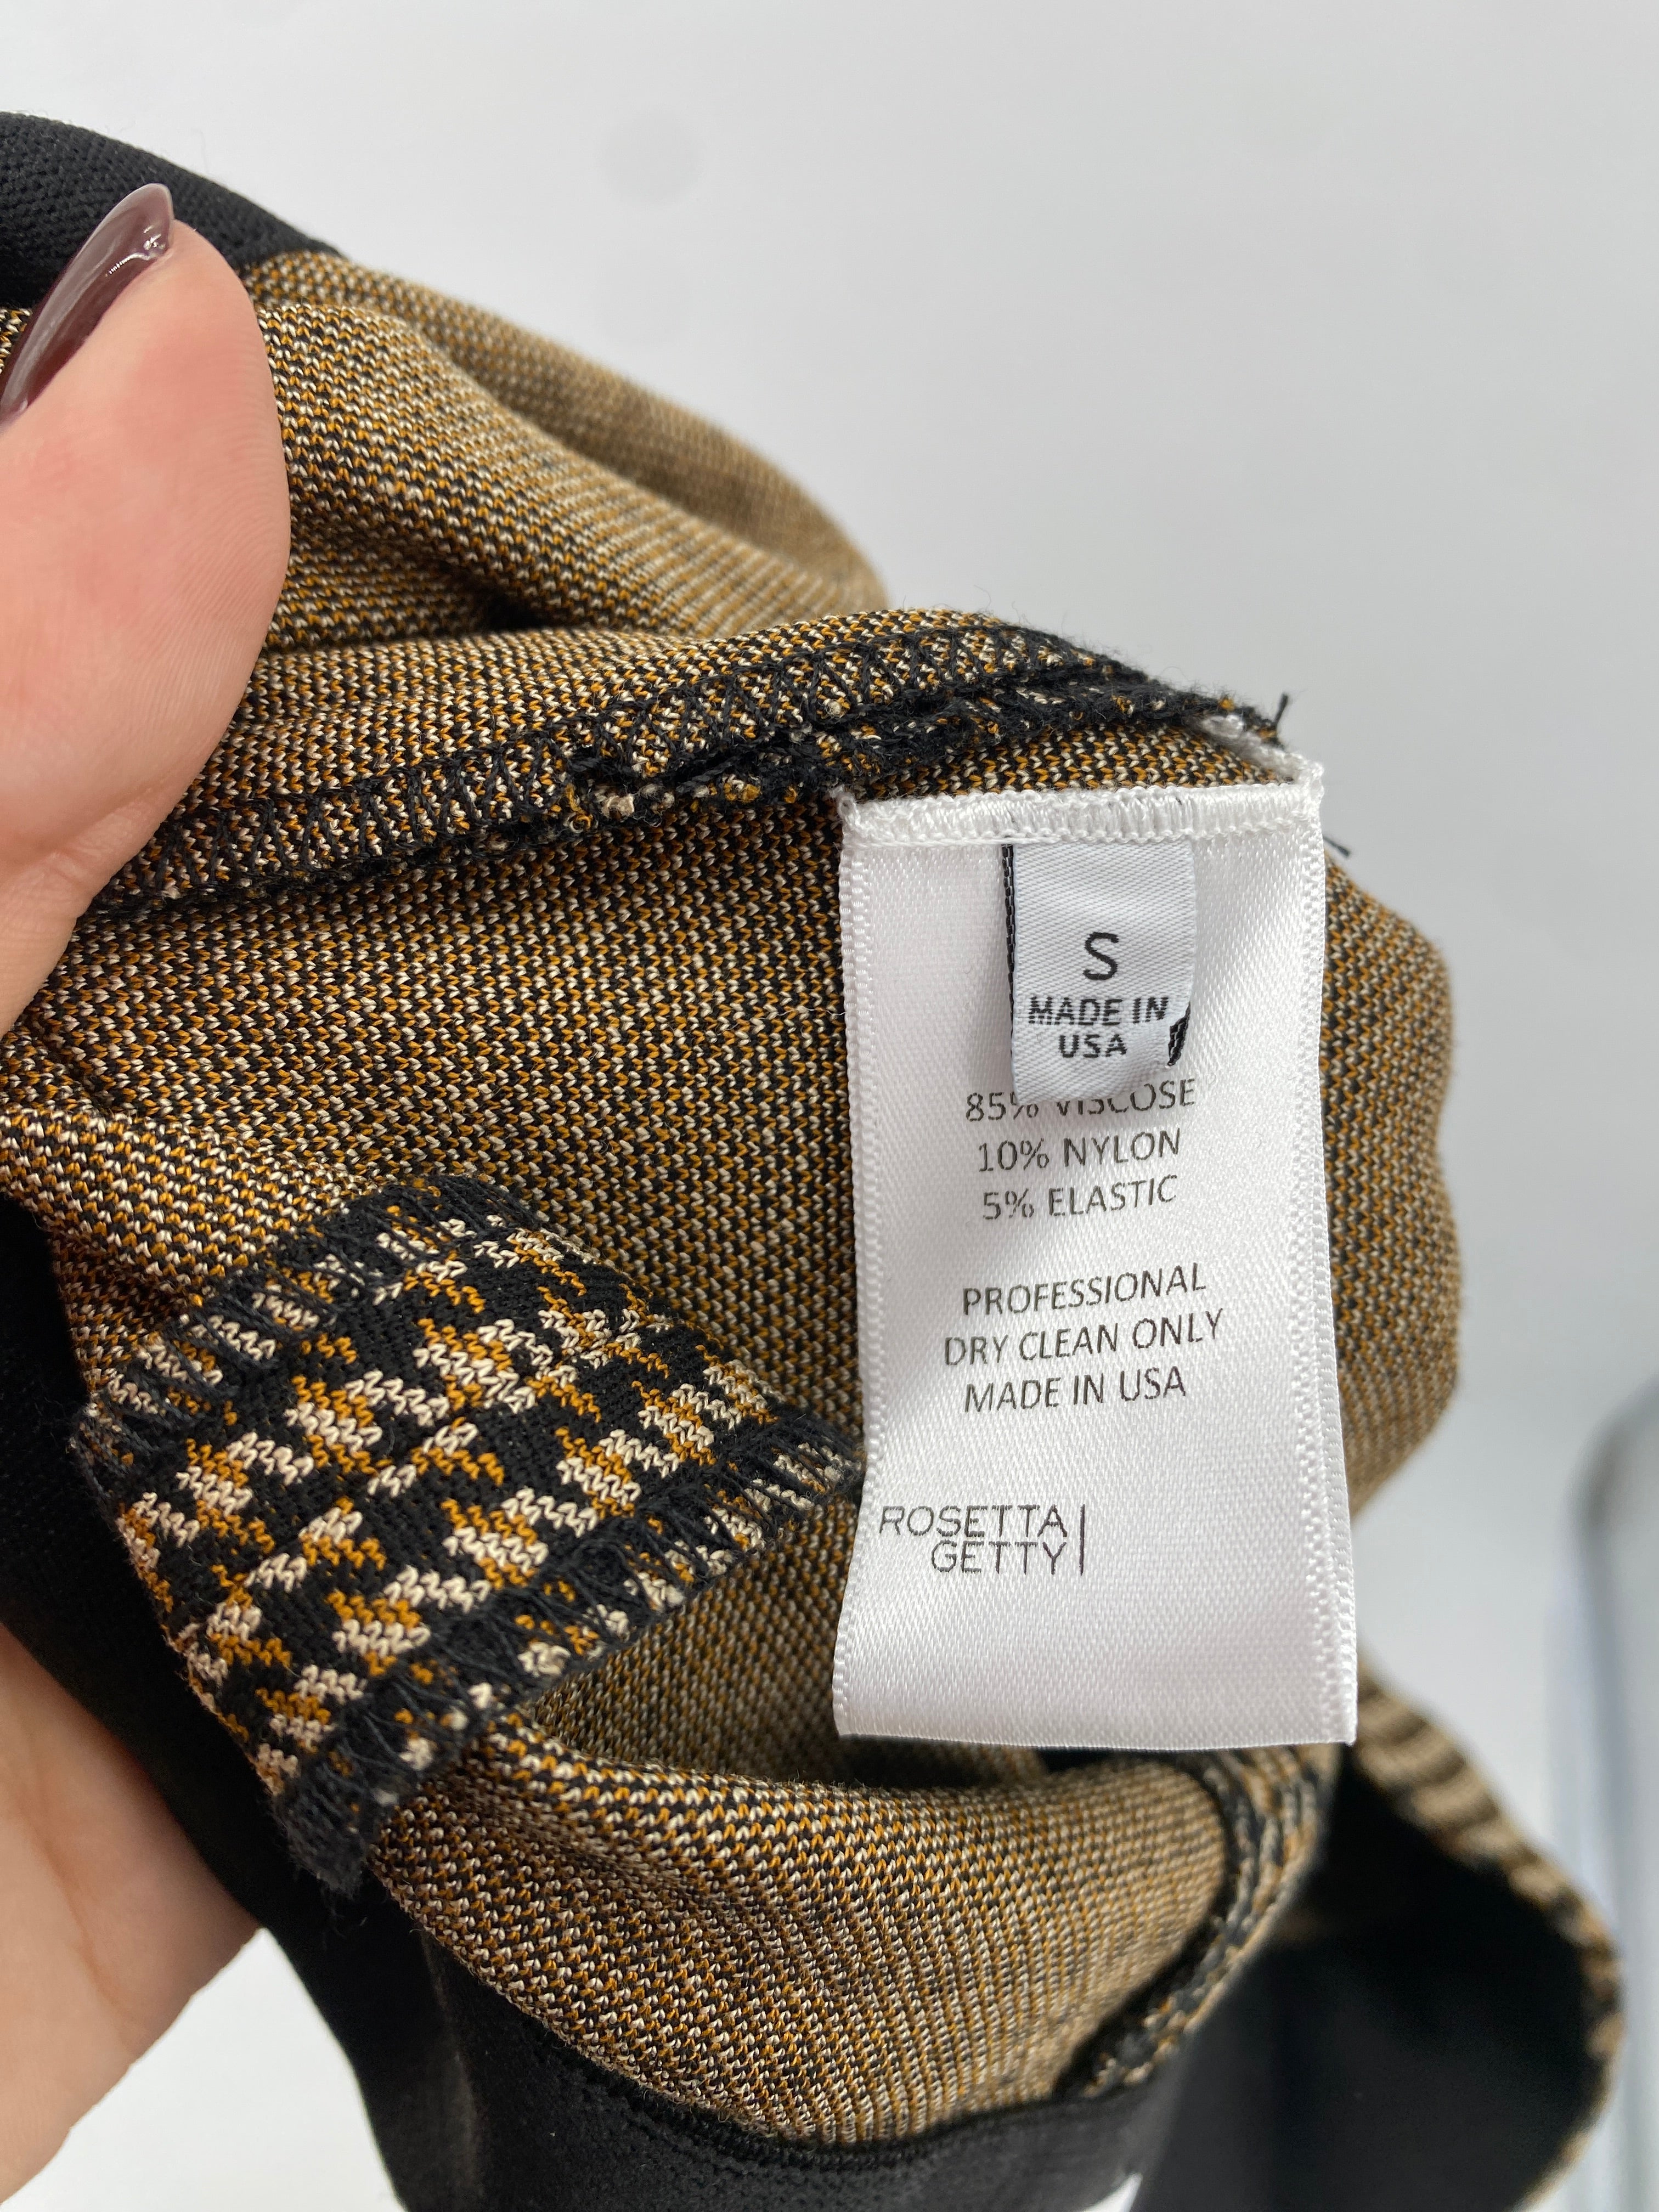 S
MADE IN
USA
85% VISCOSE
10% NYLON
5% ELASTIC
PROFESSIONAL
DRY CLEAN ONLY
MADE IN USA
ROSETTA
GETTY